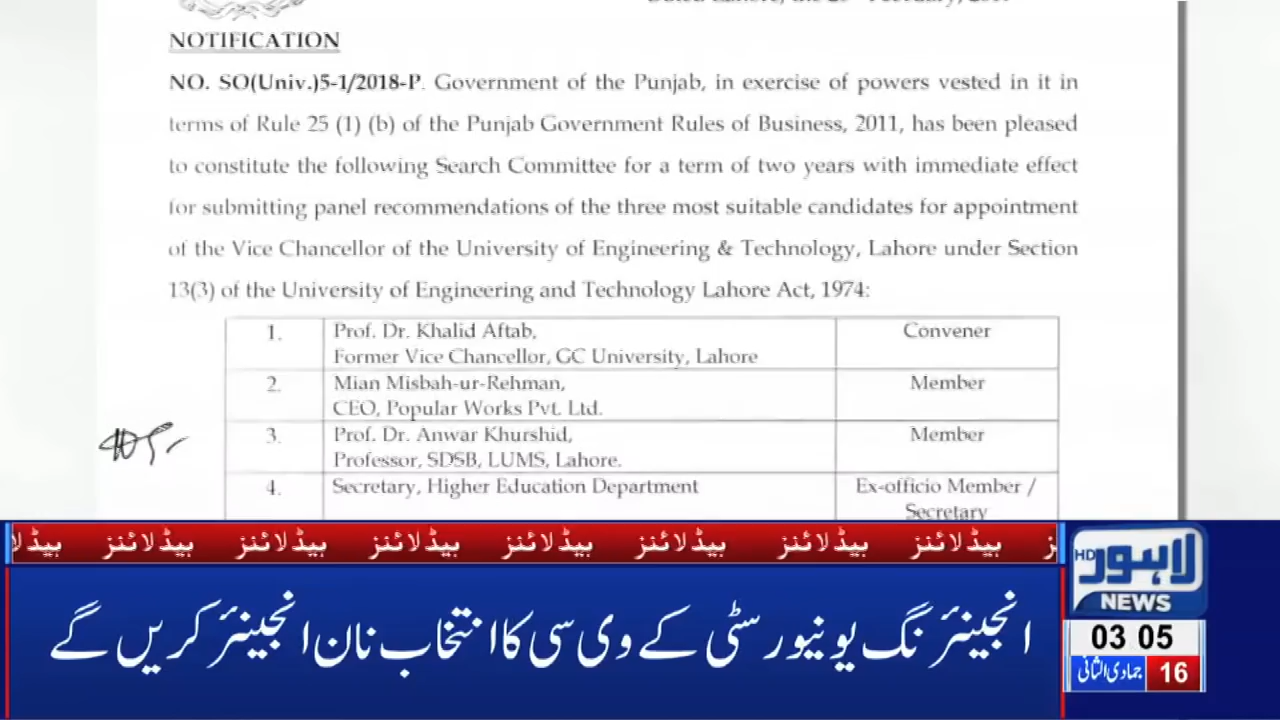 NOTIFICATION
NO. SO(Univ.)5-1/2018-P. Government of the Punjab, in exercise of powers vested in it in
terms of Rule 25 (1) (b) of the Punjab Government Rules of Business, 2011, has been pleased
to constitute the following Search Committee for a term of two years with immediate effect
for submitting panel recommendations of the three most suitable candidates for appointment
of the Vice Chancellor of the University of Engineering & Technology, Lahore under Section
13(3) of the University of Engineering and Technology Lahore Act, 1974:
1. Prof. Dr. Khalid Aftab, Convener
Former Vice Chancellor, GC University, Lahore
2. Mian Misbah-ur-Rehman, Member
CEO, Popular Works Pvt. Ltd.
3. Prof. Dr. Anwar Khurshid, Member
Professor, SDSB, LUMS, Lahore.
4. Secretary, Higher Education Department Ex-officio Member /
Secretary
ہیڈلائنز ہیڈلائنز ہیڈلائنز ہیڈلائنز ہیڈلائنز ہیڈلائنز ہیڈلائنز
انجینئرنگ یونیورسٹی کے وی سی کا انتخاب نان انجینئر کریں گے
HD لاہور
NEWS
03 05
جمادی الثانی 16